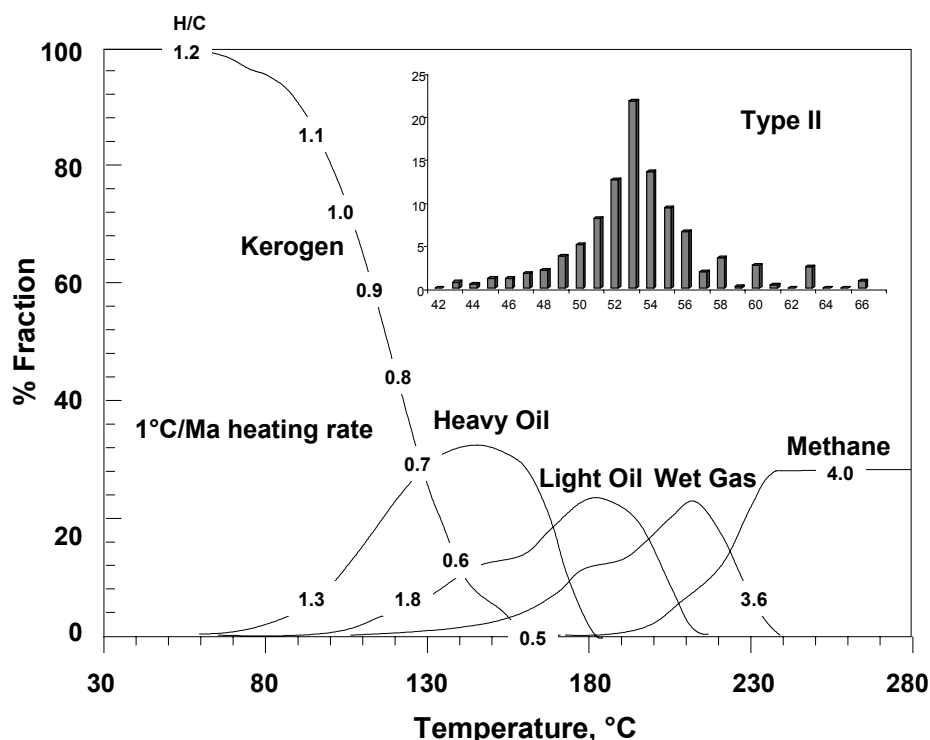 H/C
100
1.2
25
20
15
10
5
0
42 44 46 48 50 52 54 56 58 60 62 64 66
Type II
1.1
80
1.0
Kerogen
60
0.9
% Fraction
0.8
40
1°C/Ma heating rate
Heavy Oil
0.7
Methane
4.0
Light Oil Wet Gas
20
0.6
1.3
1.8
3.6
0
0.5
30 80 130 180 230 280
Temperature, °C